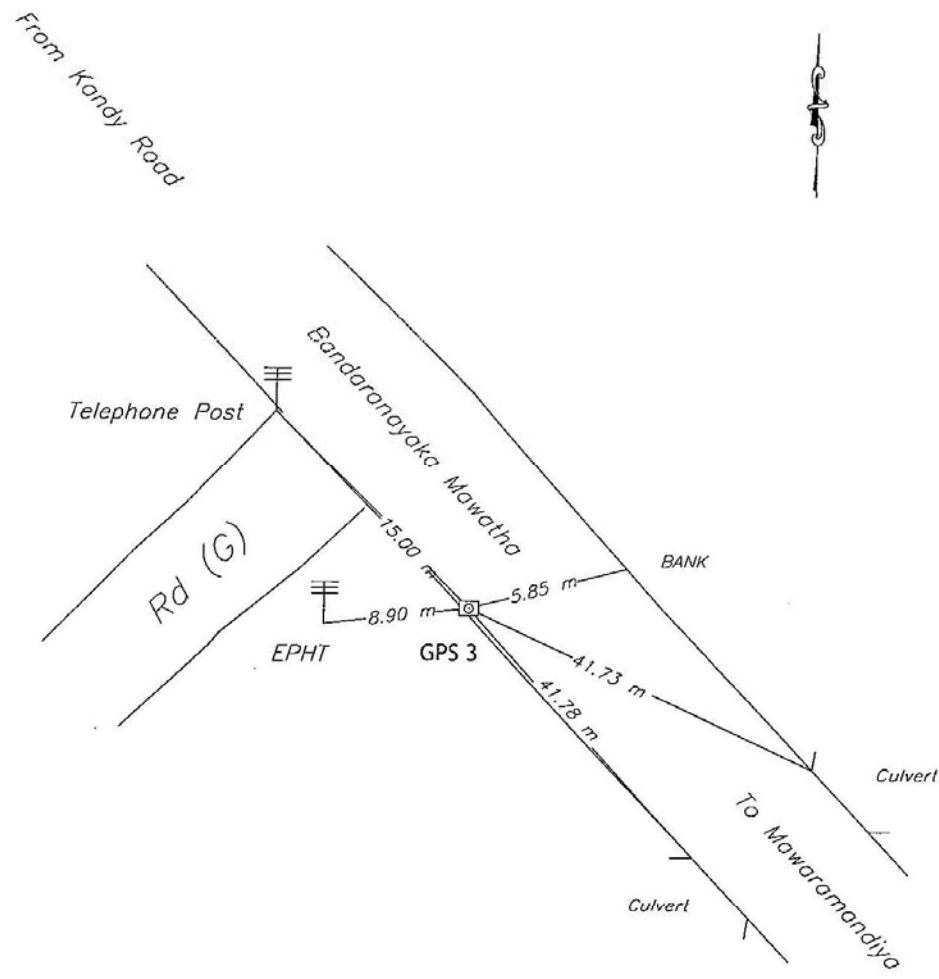 From Kandy Road
Bandaranayaka Mawatha
Telephone Post
Rd (G)
15.00 m
BANK
5.85 m
8.90 m
EPHT
GPS 3
41.73 m
41.78 m
Culvert
To Mawaramandiya
Culvert